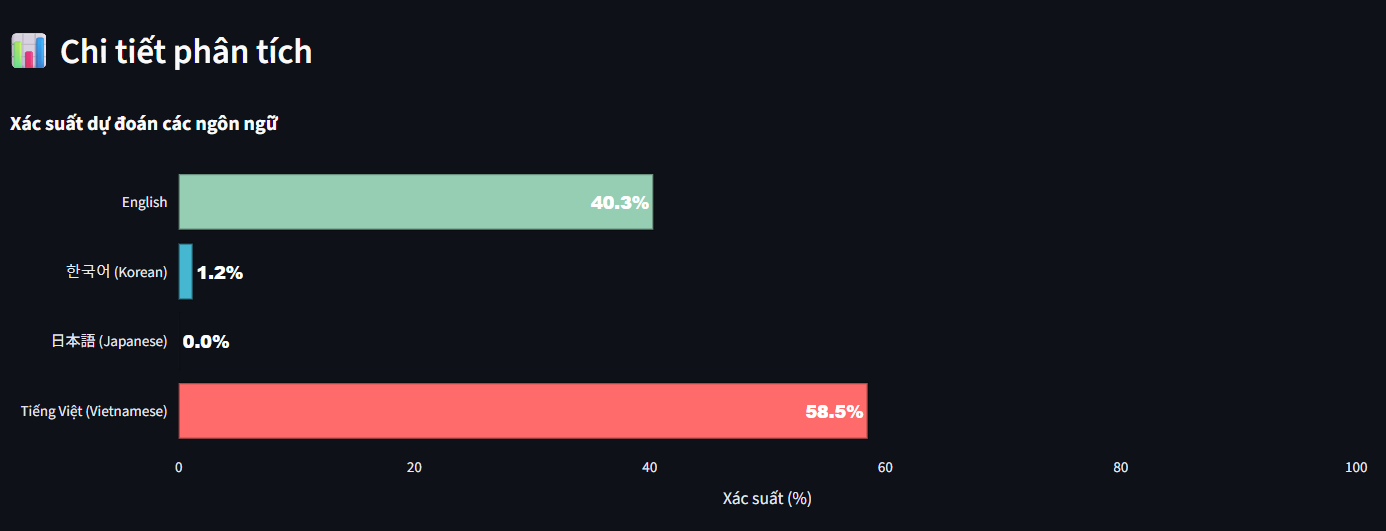 Chi tiết phân tích
Xác suất dự đoán các ngôn ngữ
English 40.3%
한국어 (Korean) 1.2%
日本語 (Japanese) 0.0%
Tiếng Việt (Vietnamese) 58.5%
0 20 40 60 80 100
Xác suất (%)